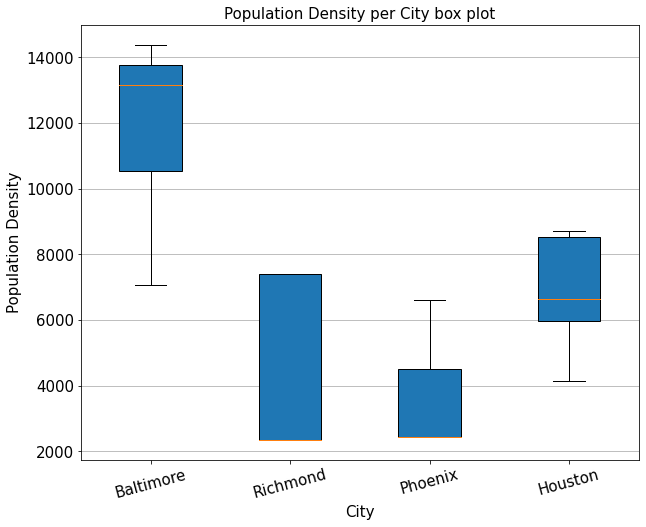 Population Density per City box plot
14000
12000
10000
8000
6000
4000
2000
Population Density
Baltimore
Richmond
Phoenix
Houston
City